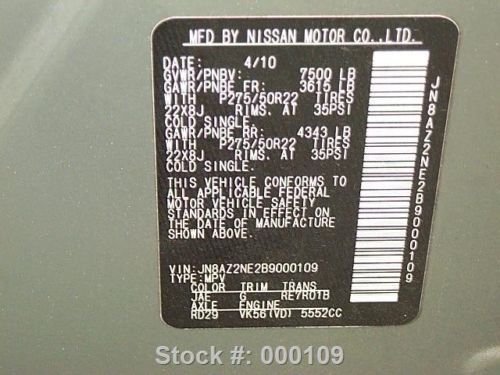 MFD BY NISSAN MOTOR CO.,LTD.
DATE: 4/10
GVWR/PNBV: 7500 LB
GAWR/PNBE FR: 3615 LB
WITH P275/50R22 TIRES
22X8J RIMS. AT 35PSI
COLD SINGLE.
GAWR/PNBE RR: 4343 LB
WITH P275/50R22 TIRES
22X8J RIMS. AT 35PSI
COLD SINGLE.
THIS VEHICLE CONFORMS TO
ALL APPLICABLE FEDERAL
MOTOR VEHICLE SAFETY
STANDARDS IN EFFECT ON
THE DATE OF MANUFACTURE
SHOWN ABOVE.
VIN:JN8AZ2NE2B9000109
TYPE:MPV
COLOR TRIM TRANS
JAE G RE7R01B
AXLE ENGINE
RD29 VK56(VD) 5552CC
JN8AZ2NE2B9000109
Stock #: 000109